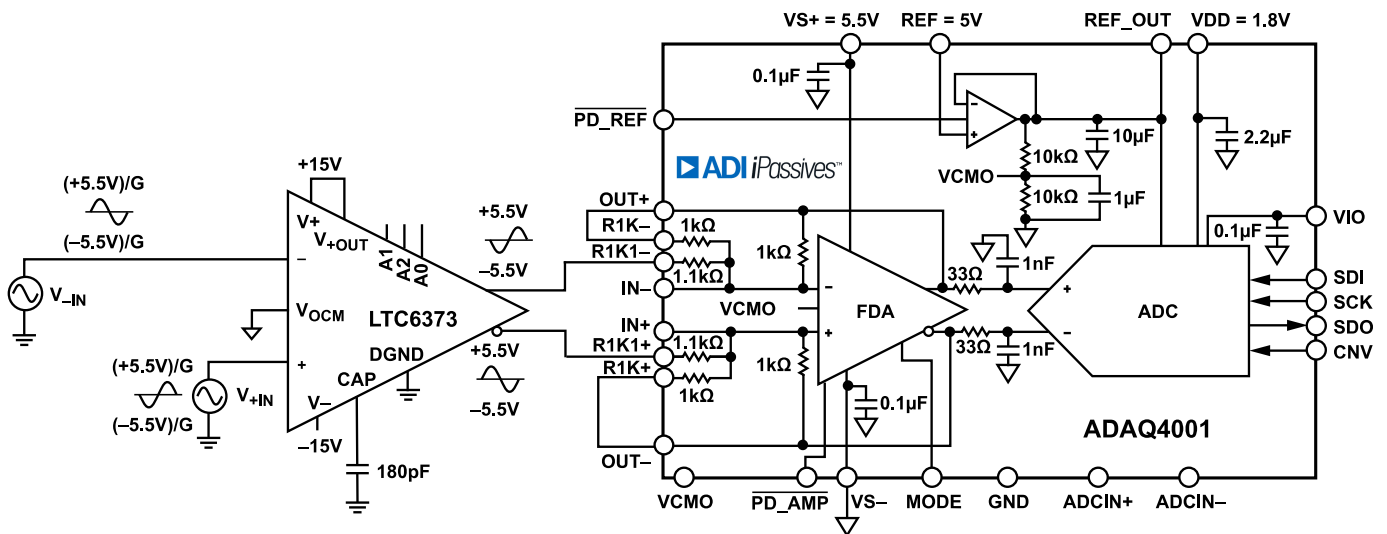 VS+ = 5.5V REF = 5V REF_OUT VDD = 1.8V
0.1µF
PD_REF
10µF
2.2µF
10kΩ
VCMO
10kΩ
1µF
ADI iPassives™
+15V
(+5.5V)/G
(–5.5V)/G
V+
V+OUT
A1
A2
A0
+5.5V
–5.5V
OUT+
R1K–
1kΩ
R1K1–
1.1kΩ
IN–
1kΩ
VCMO
IN+
1.1kΩ
R1K1+
R1K+
1kΩ
1kΩ
OUT–
–
V–IN
VOCM
LTC6373
DGND
+
CAP
V–
–15V
180pF
(+5.5V)/G
(–5.5V)/G
V+IN
+5.5V
–5.5V
–
+
–
+
FDA
33Ω
33Ω
1nF
1nF
0.1µF
+
–
ADC
0.1µF
VIO
SDI
SCK
SDO
CNV
ADAQ4001
VCMO PD_AMP VS– MODE GND ADCIN+ ADCIN–